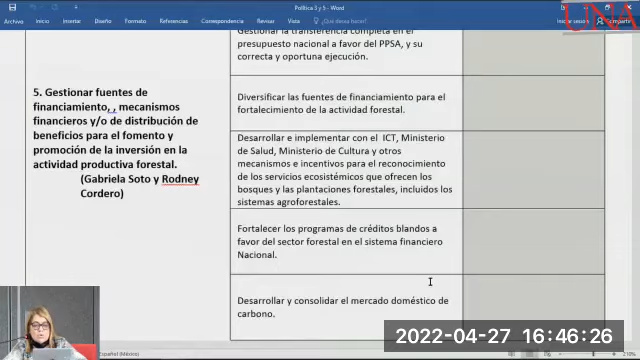 Política 3 y 5 - Word
UNA
Archivo Iniciar Insertar Diseño Formato Referencias Correspondencia Revisar Vista ¿Qué desea hacer? Iniciar sesión Compartir
Gestionar la transferencia completa en el
presupuesto nacional a favor del PPSA, y su
correcta y oportuna ejecución.
5. Gestionar fuentes de
financiamiento, , mecanismos
financieros y/o de distribución de
beneficios para el fomento y
promoción de la inversión en la
actividad productiva forestal.
(Gabriela Soto y Rodney
Cordero)
Diversificar las fuentes de financiamiento para el
fortalecimiento de la actividad forestal.
Desarrollar e implementar con el ICT, Ministerio
de Salud, Ministerio de Cultura y otros
mecanismos e incentivos para el reconocimiento
de los servicios ecosistémicos que ofrecen los
bosques y las plantaciones forestales, incluidos los
sistemas agroforestales.
Fortalecer los programas de créditos blandos a
favor del sector forestal en el sistema financiero
Nacional.
Desarrollar y consolidar el mercado doméstico de
carbono.
2022-04-27 16:46:26
Español (México) 210%